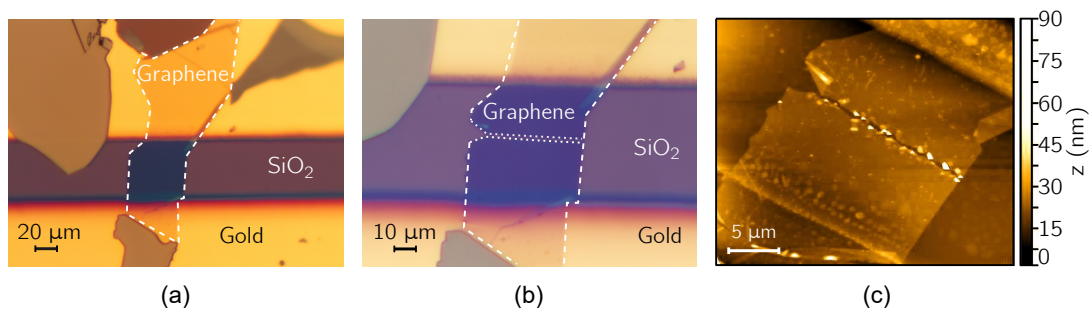 Graphene
SiO₂
20 μm
Gold
(a)
Graphene
SiO₂
10 μm
Gold
(b)
5 μm
90
75
60
45
30
15
0
z (nm)
(c)